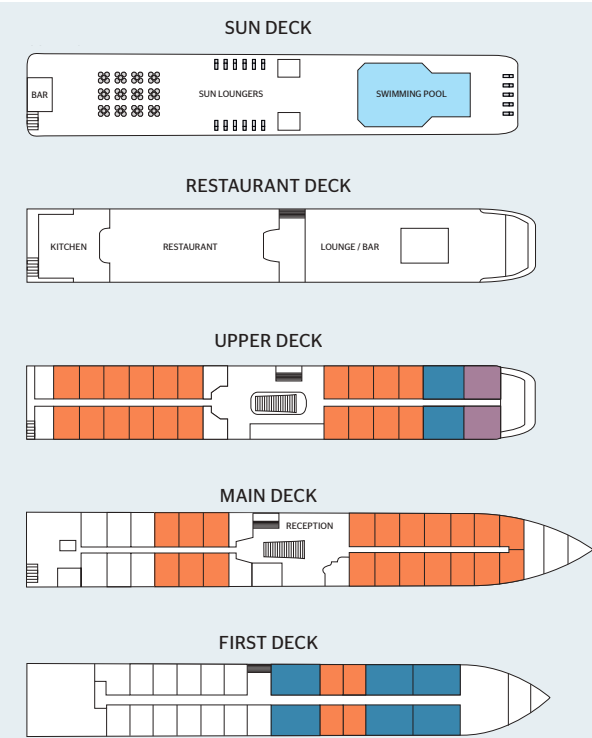 SUN DECK
BAR
SUN LOUNGERS
SWIMMING POOL
RESTAURANT DECK
KITCHEN
RESTAURANT
LOUNGE / BAR
UPPER DECK
MAIN DECK
RECEPTION
FIRST DECK